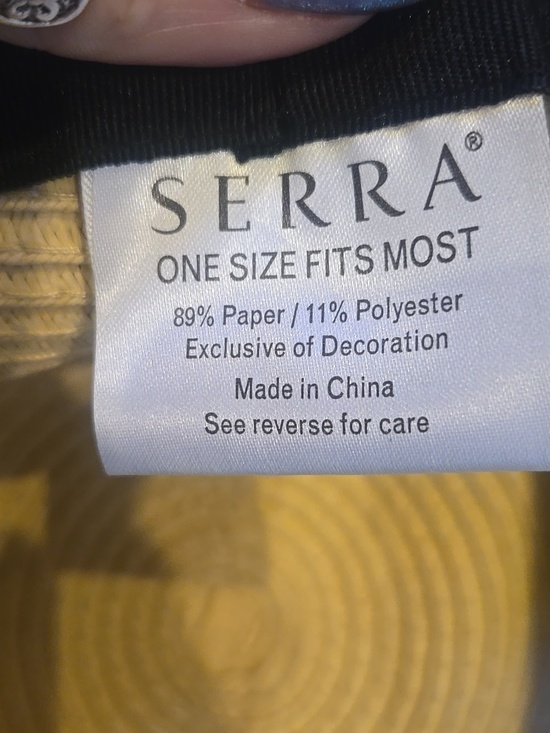 SERRA®
ONE SIZE FITS MOST
89% Paper / 11% Polyester
Exclusive of Decoration
Made in China
See reverse for care